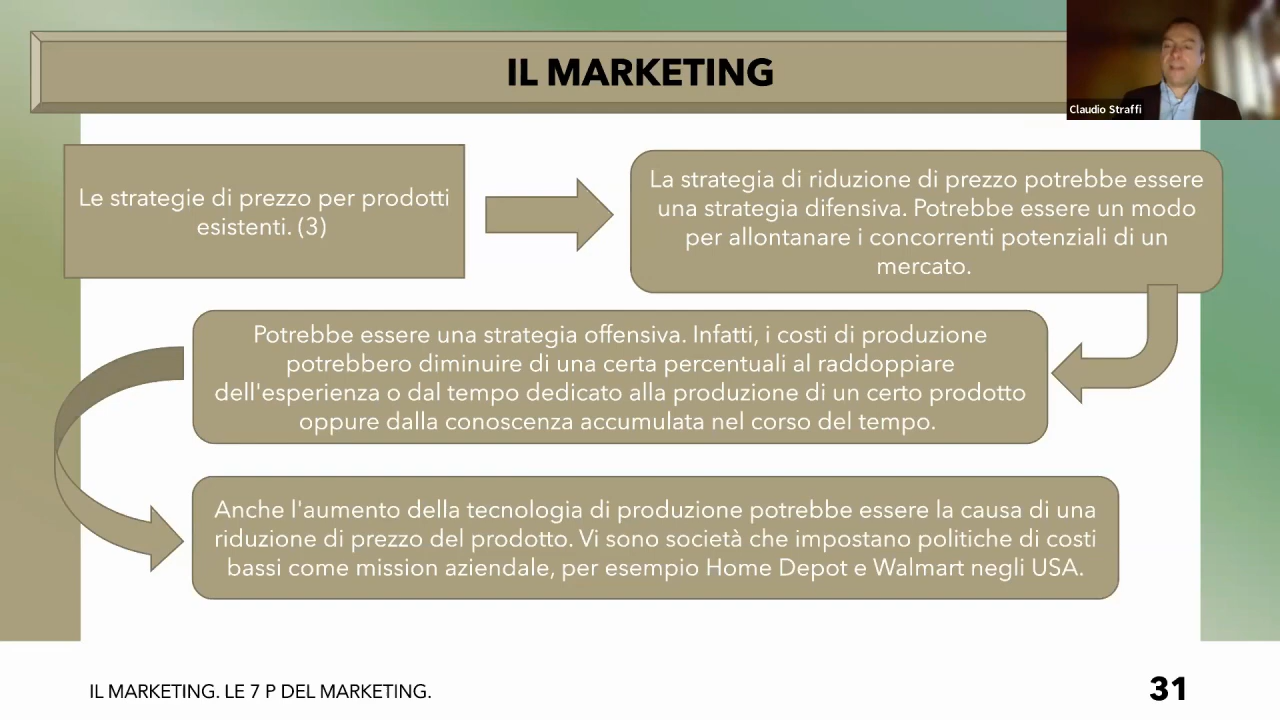 IL MARKETING
Claudio Straffi
Le strategie di prezzo per prodotti
esistenti. (3)
La strategia di riduzione di prezzo potrebbe essere
una strategia difensiva. Potrebbe essere un modo
per allontanare i concorrenti potenziali di un
mercato.
Potrebbe essere una strategia offensiva. Infatti, i costi di produzione
potrebbero diminuire di una certa percentuali al raddoppiare
dell'esperienza o dal tempo dedicato alla produzione di un certo prodotto
oppure dalla conoscenza accumulata nel corso del tempo.
Anche l'aumento della tecnologia di produzione potrebbe essere la causa di una
riduzione di prezzo del prodotto. Vi sono società che impostano politiche di costi
bassi come mission aziendale, per esempio Home Depot e Walmart negli USA.
IL MARKETING. LE 7 P DEL MARKETING.
31